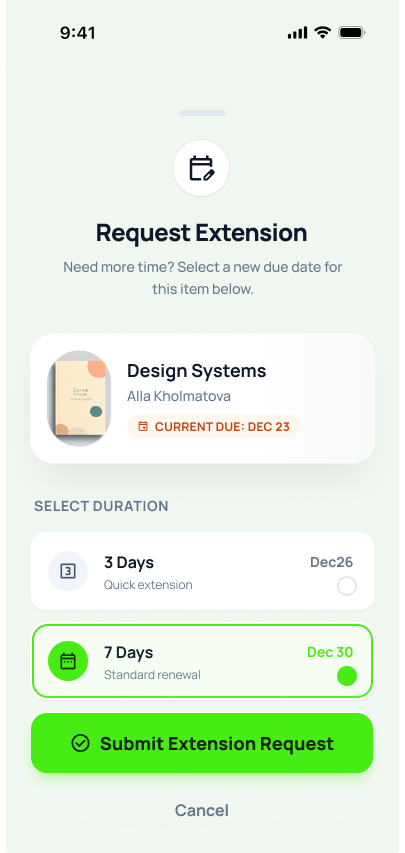 9:41
Request Extension
Need more time? Select a new due date for
this item below.
Design Systems
Alla Kholmatova
CURRENT DUE: DEC 23
SELECT DURATION
3 Days
Dec26
3
Quick extension
7 Days
Dec 30
Standard renewal
Submit Extension Request
Cancel